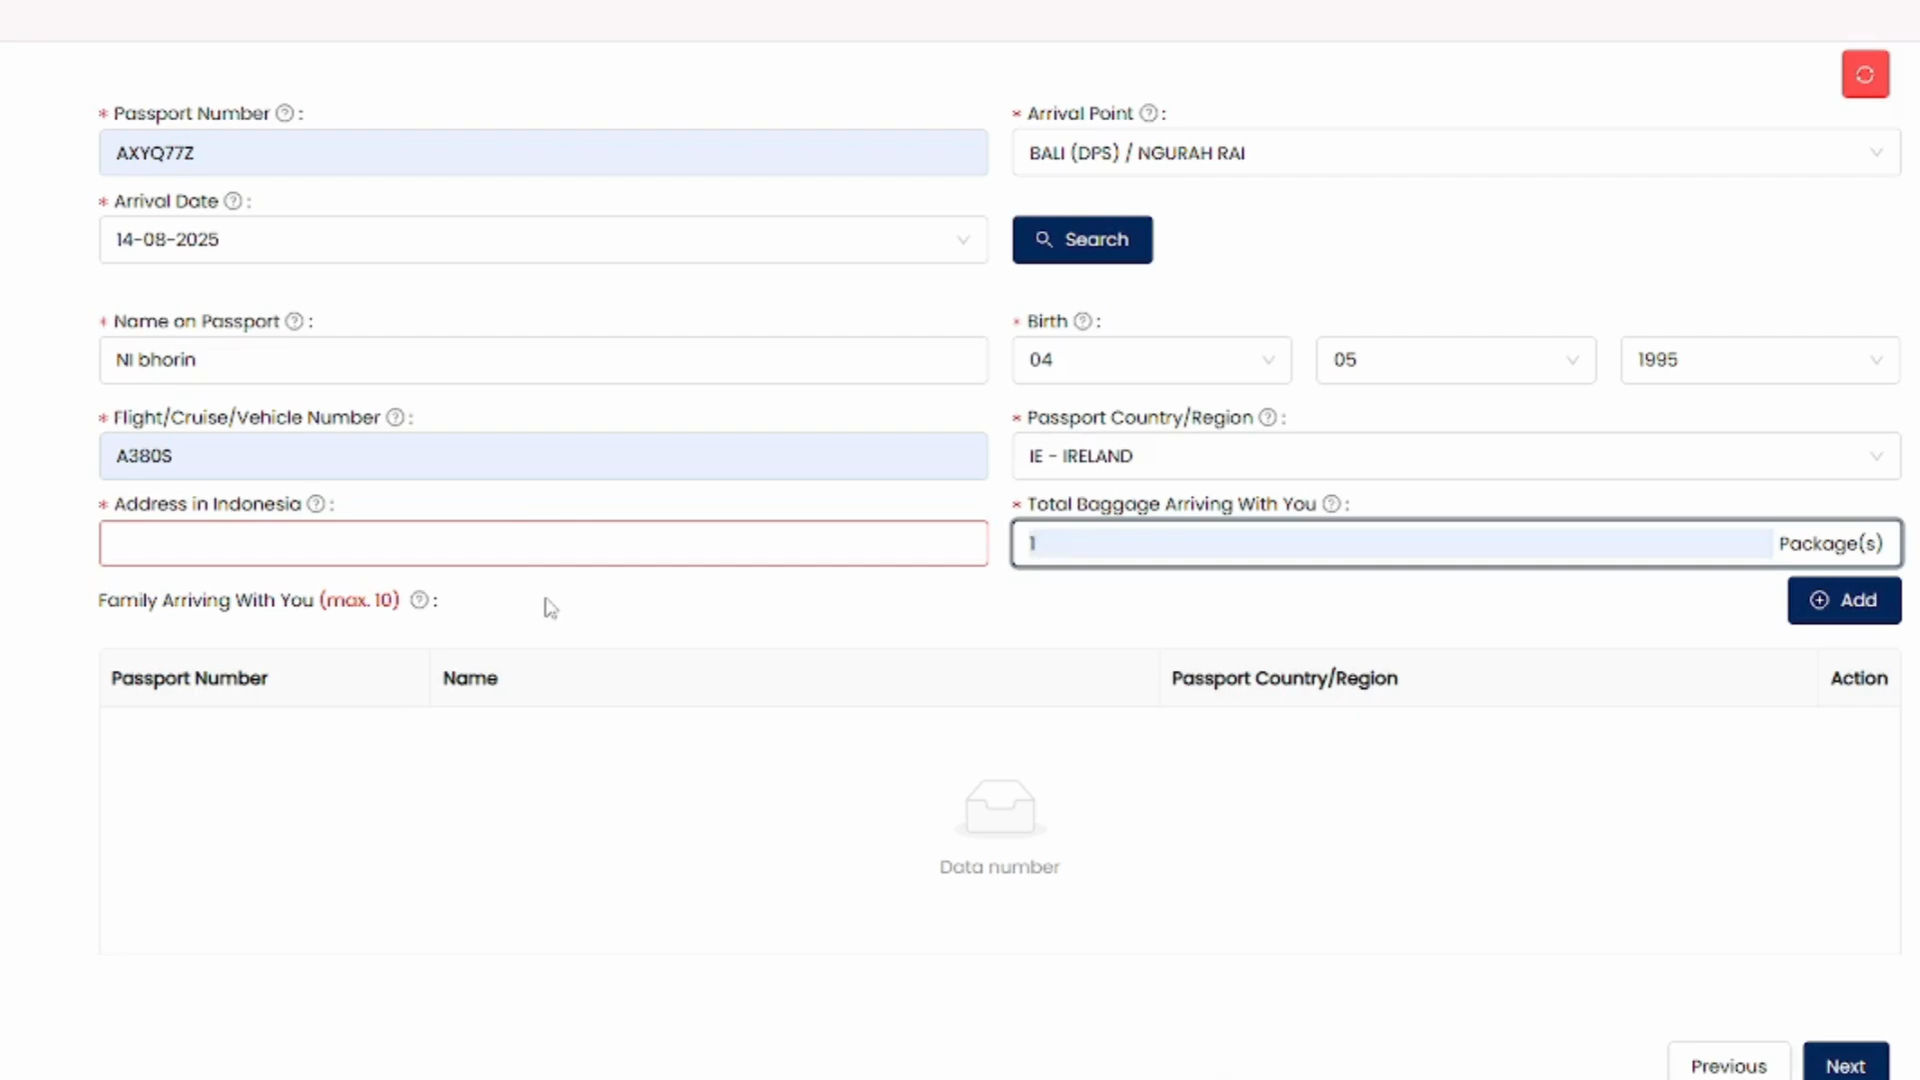 * Passport Number ? :
AXYQ77Z
* Arrival Point ? :
BALI (DPS) / NGURAH RAI
* Arrival Date ? :
14-08-2025
Search
* Name on Passport ? :
NI bhorin
* Birth ? :
04 05 1995
* Flight/Cruise/Vehicle Number ? :
A380S
* Passport Country/Region ? :
IE - IRELAND
* Address in Indonesia ? :
* Total Baggage Arriving With You ? :
1 Package(s)
Family Arriving With You (max. 10) ? :
Add
Passport Number Name Passport Country/Region Action
Data number
Previous Next